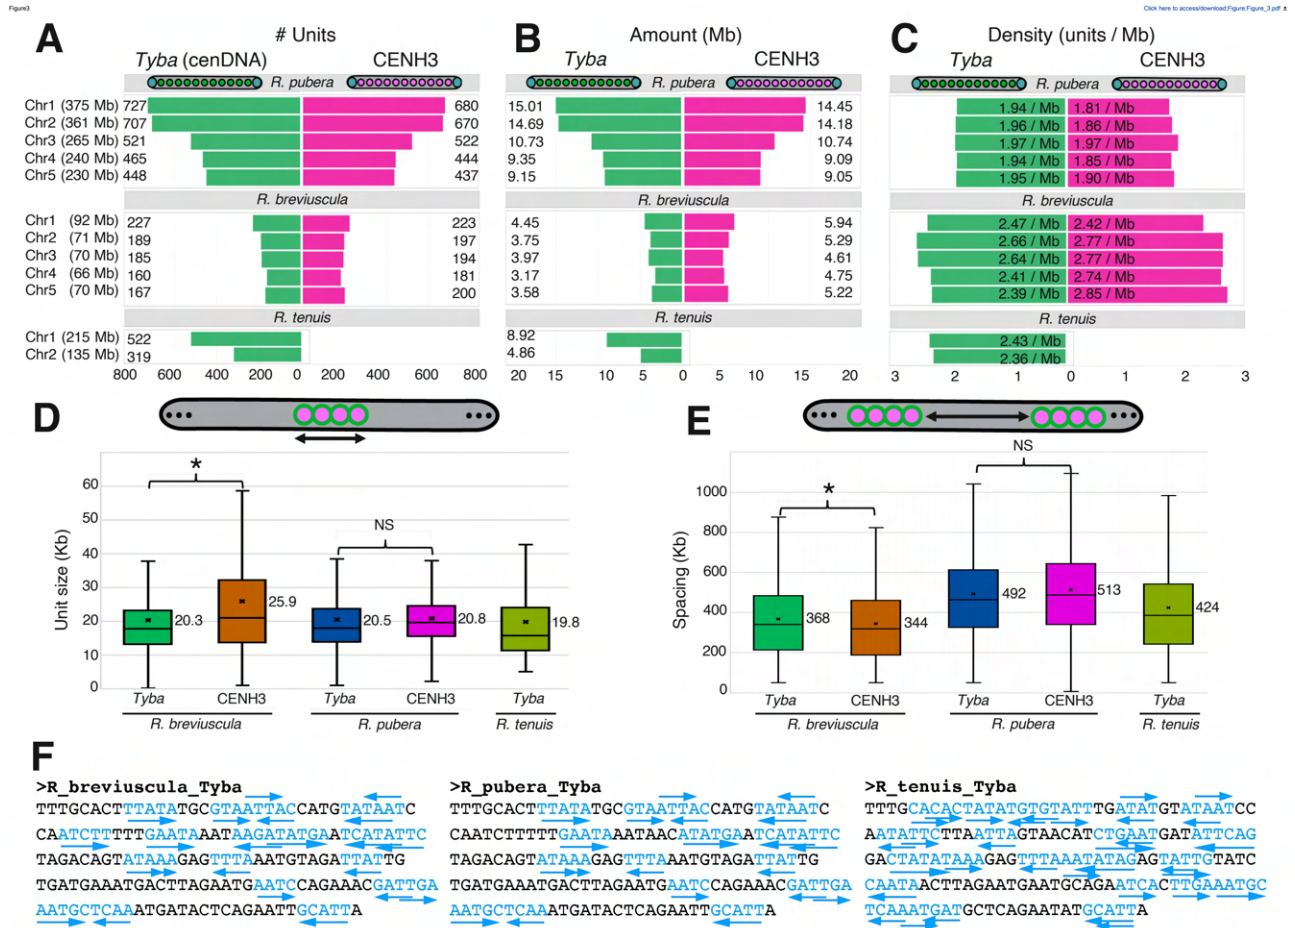 Figure3
Click here to access/download;Figure;Figure_3.pdf
A
# Units
Tyba (cenDNA) CENH3
R. pubera
Chr1 (375 Mb) 727 680
Chr2 (361 Mb) 707 670
Chr3 (265 Mb) 521 522
Chr4 (240 Mb) 465 444
Chr5 (230 Mb) 448 437
R. breviuscula
Chr1 (92 Mb) 227 223
Chr2 (71 Mb) 189 197
Chr3 (70 Mb) 185 194
Chr4 (66 Mb) 160 181
Chr5 (70 Mb) 167 200
R. tenuis
Chr1 (215 Mb) 522
Chr2 (135 Mb) 319
800 600 400 200 0 200 400 600 800
B
Amount (Mb)
Tyba CENH3
R. pubera
15.01 14.45
14.69 14.18
10.73 10.74
9.35 9.09
9.15 9.05
R. breviuscula
4.45 5.94
3.75 5.29
3.97 4.61
3.17 4.75
3.58 5.22
R. tenuis
8.92
4.86
20 15 10 5 0 5 10 15 20
C
Density (units / Mb)
Tyba CENH3
R. pubera
1.94 / Mb 1.81 / Mb
1.96 / Mb 1.86 / Mb
1.97 / Mb 1.97 / Mb
1.94 / Mb 1.85 / Mb
1.95 / Mb 1.90 / Mb
R. breviuscula
2.47 / Mb 2.42 / Mb
2.66 / Mb 2.77 / Mb
2.64 / Mb 2.77 / Mb
2.41 / Mb 2.74 / Mb
2.39 / Mb 2.85 / Mb
R. tenuis
2.43 / Mb
2.36 / Mb
3 2 1 0 1 2 3
D
Unit size (Kb)
60
50
40
30
20
10
0
*
NS
20.3 25.9 20.5 20.8 19.8
Tyba CENH3 Tyba CENH3 Tyba
R. breviuscula R. pubera R. tenuis
E
Spacing (Kb)
1000
800
600
400
200
0
*
NS
368 344 492 513 424
Tyba CENH3 Tyba CENH3 Tyba
R. breviuscula R. pubera R. tenuis
F
>R_breviuscula_Tyba
TTTGCACTTTATATGCGTAATTACCATGTATAATC
CAATCTTTTTGAATAAATAAGATATGAATCATATTC
TAGACAGTATAAAGAGTTTAAATGTAGATTATTG
TGATGAAATGACTTAGAATGAATCCAGAAACGATTGA
AATGCTCAAATGATACTCAGAATTGCATTA
>R_pubera_Tyba
TTTGCACTTTATATGCGTAATTACCATGTATAATC
CAATCTTTTTGAATAAATAACATATGAATCATATTC
TAGACAGTATAAAGAGTTTAAATGTAGATTATTG
TGATGAAATGACTTAGAATGAATCCAGAAACGATTGA
AATGCTCAAATGATACTCAGAATTGCATTA
>R_tenuis_Tyba
TTTGCACACTATATGTGTATTTGATATGTATAATCC
AATATTCTTAATTAGTAACATCTGAATGATATTCAG
GACTATATAAAGAGTTTAAATATAGAGTATTGTATC
CAATAACTTAGAATGAATGCAGAATCACTTGAAATGC
TCAAATGATGCTCAGAATATGCATTA